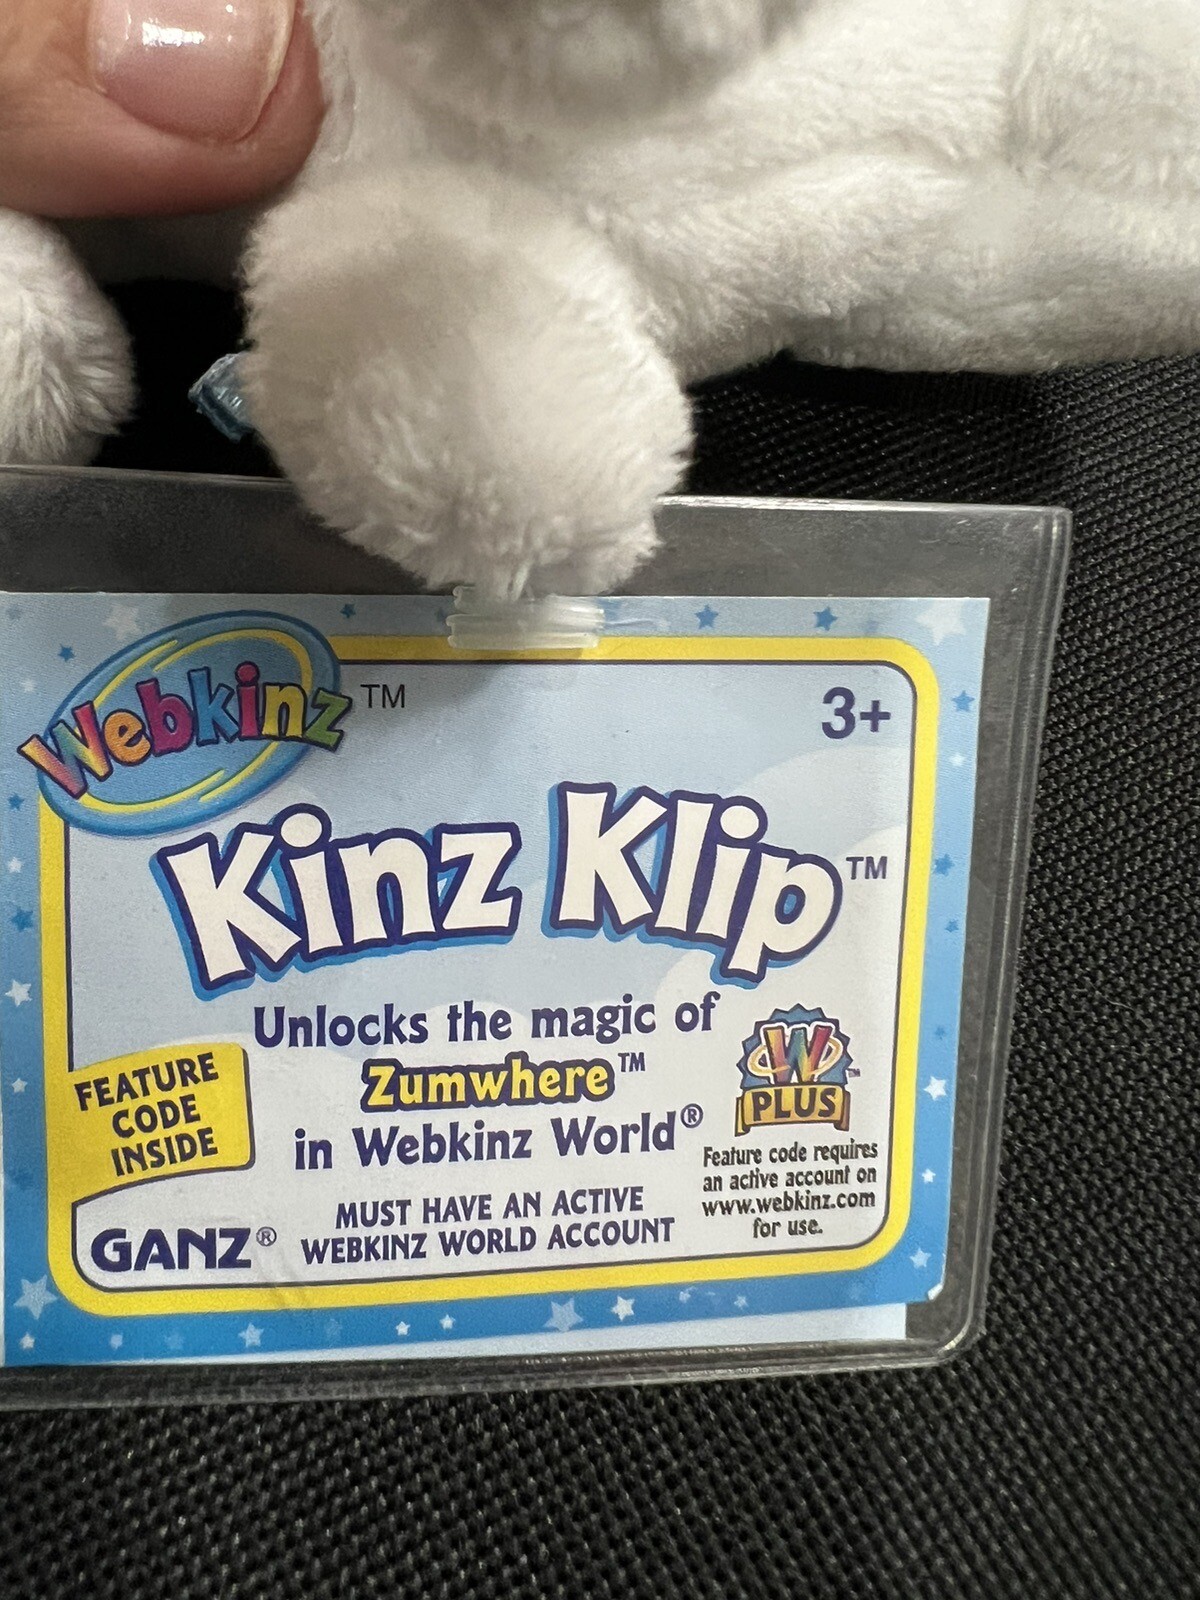 Webkinz™
3+
Kinz Klip™
Unlocks the magic of
Zumwhere™
in Webkinz World®
MUST HAVE AN ACTIVE
WEBKINZ WORLD ACCOUNT
FEATURE
CODE
INSIDE
GANZ®
W™
PLUS
Feature code requires
an active account on
www.webkinz.com
for use.